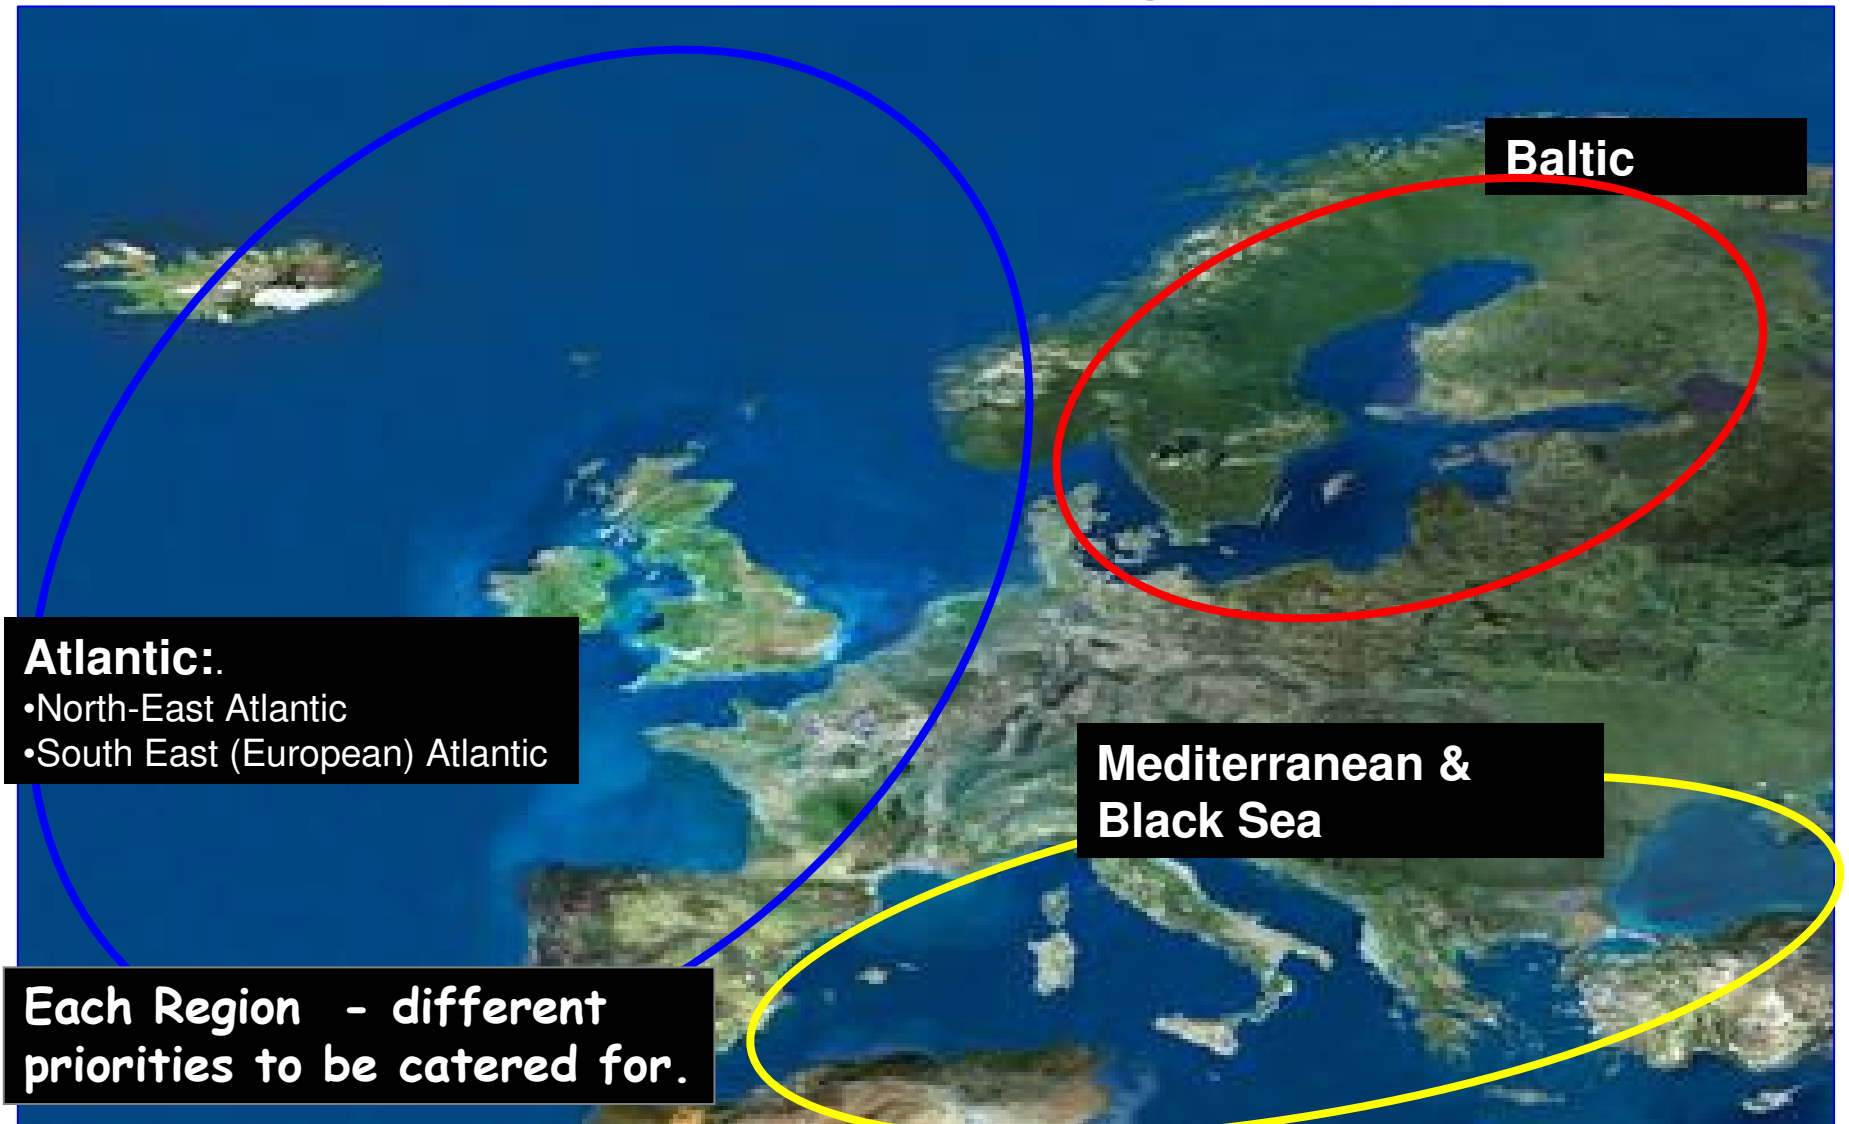 Baltic
Atlantic:.
•North-East Atlantic
•South East (European) Atlantic
Mediterranean &
Black Sea
Each Region - different
priorities to be catered for.